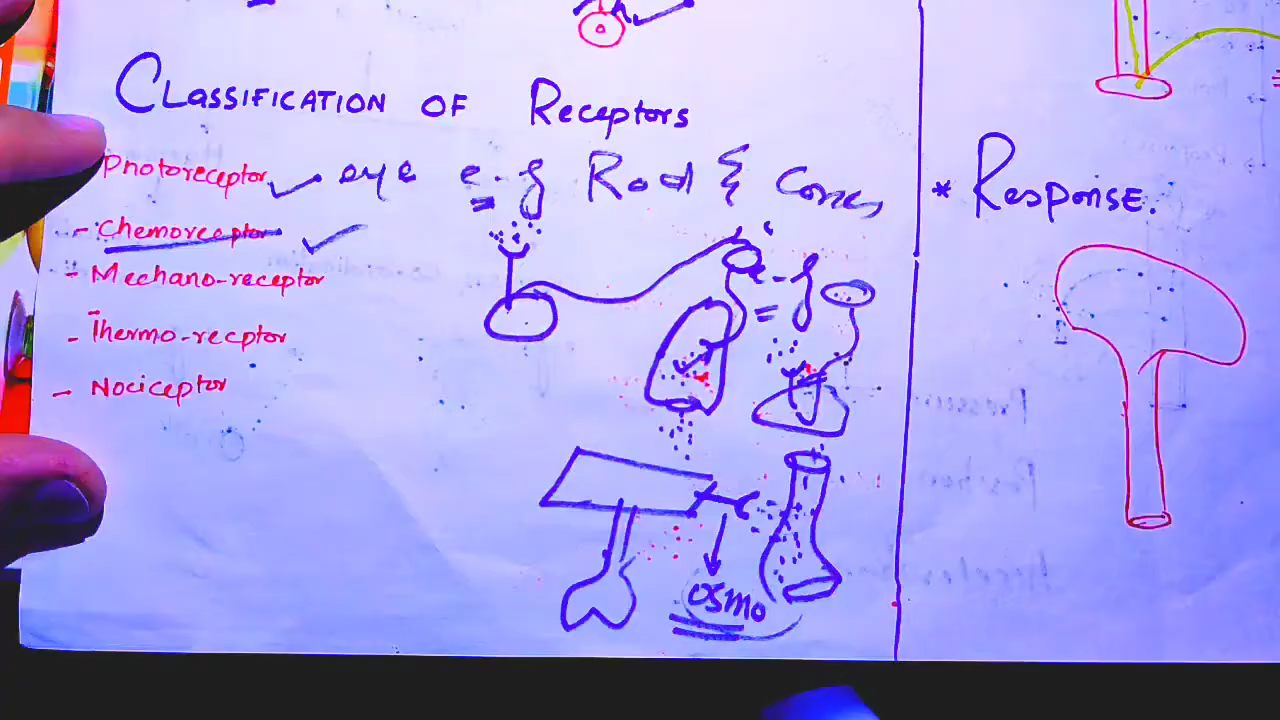 CLASSIFICATION OF Receptors
Photoreceptor eye e.g Rod & Cones
- Chemoreceptor
- Mechano-receptor
- Thermo-recptor
- Nociceptor
e.g
osmo
* Response.